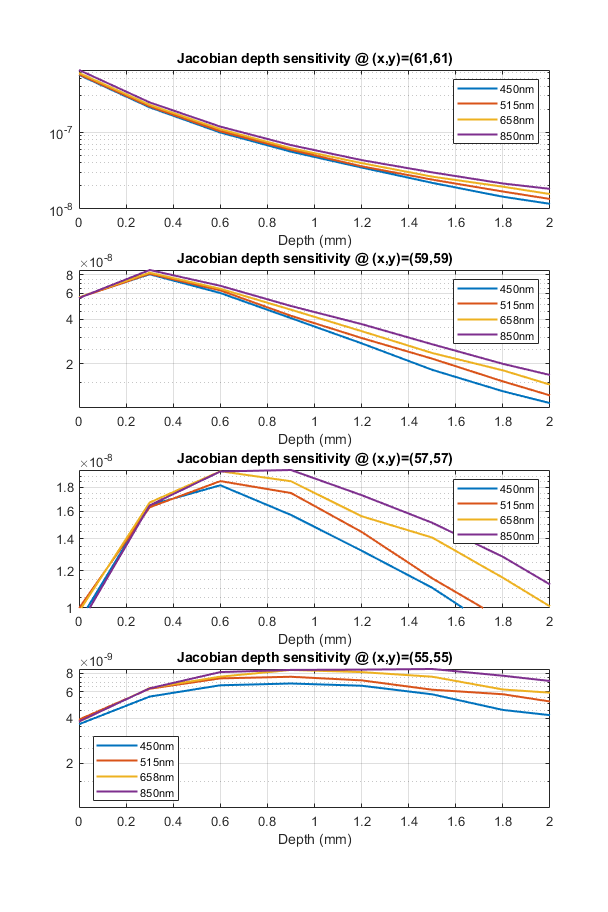 Jacobian depth sensitivity @ (x,y)=(61,61)
10^-7
10^-8
450nm
515nm
658nm
850nm
0 0.2 0.4 0.6 0.8 1 1.2 1.4 1.6 1.8 2
Depth (mm)
Jacobian depth sensitivity @ (x,y)=(59,59)
×10^-8
8
6
4
2
450nm
515nm
658nm
850nm
0 0.2 0.4 0.6 0.8 1 1.2 1.4 1.6 1.8 2
Depth (mm)
Jacobian depth sensitivity @ (x,y)=(57,57)
×10^-8
1.8
1.6
1.4
1.2
1
450nm
515nm
658nm
850nm
0 0.2 0.4 0.6 0.8 1 1.2 1.4 1.6 1.8 2
Depth (mm)
Jacobian depth sensitivity @ (x,y)=(55,55)
×10^-9
8
6
4
2
450nm
515nm
658nm
850nm
0 0.2 0.4 0.6 0.8 1 1.2 1.4 1.6 1.8 2
Depth (mm)